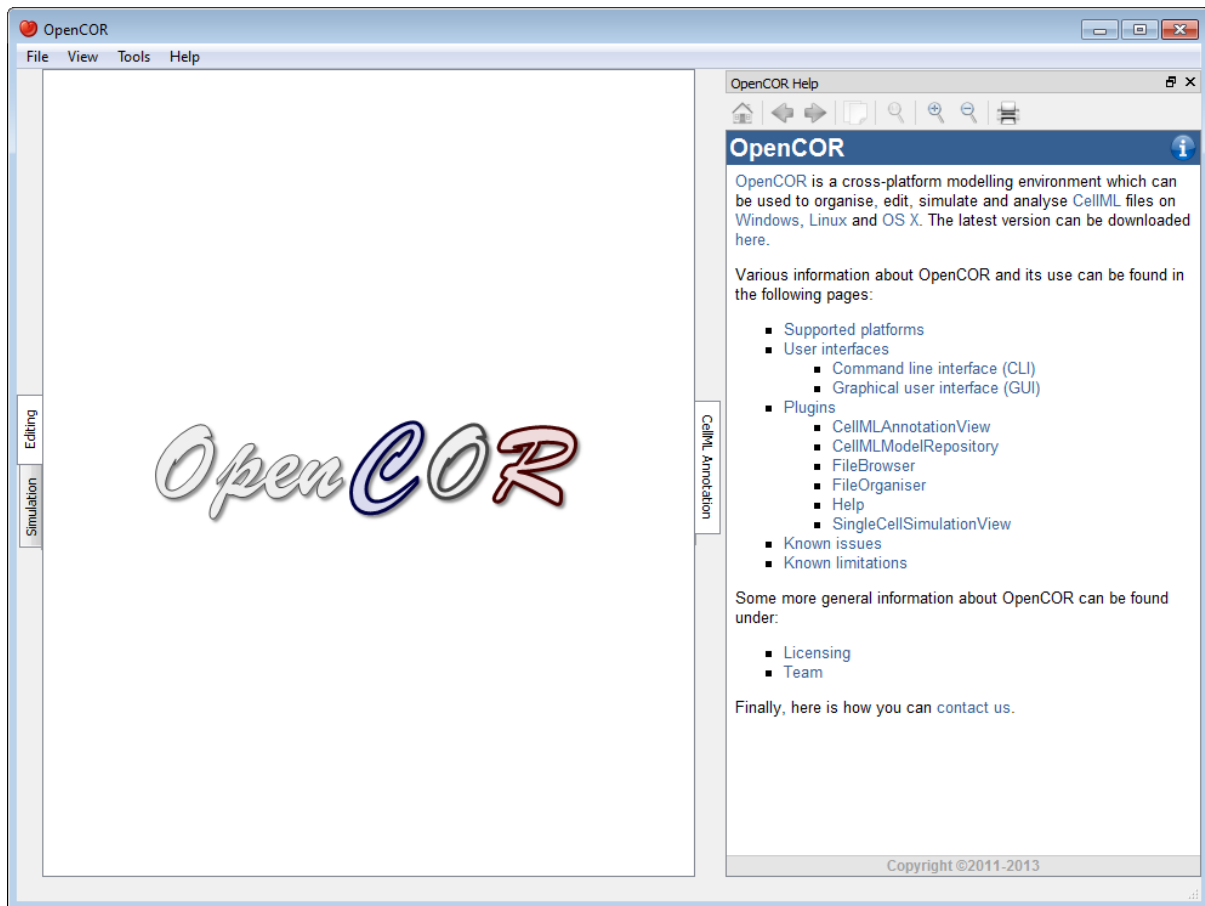 OpenCOR
File View Tools Help
Editing
Simulation
OpenCOR
CellML Annotation
OpenCOR Help
OpenCOR
OpenCOR is a cross-platform modelling environment which can
be used to organise, edit, simulate and analyse CellML files on
Windows, Linux and OS X. The latest version can be downloaded
here.
Various information about OpenCOR and its use can be found in
the following pages:
Supported platforms
User interfaces
Command line interface (CLI)
Graphical user interface (GUI)
Plugins
CellMLAnnotationView
CellMLModelRepository
FileBrowser
FileOrganiser
Help
SingleCellSimulationView
Known issues
Known limitations
Some more general information about OpenCOR can be found
under:
Licensing
Team
Finally, here is how you can contact us.
Copyright ©2011-2013